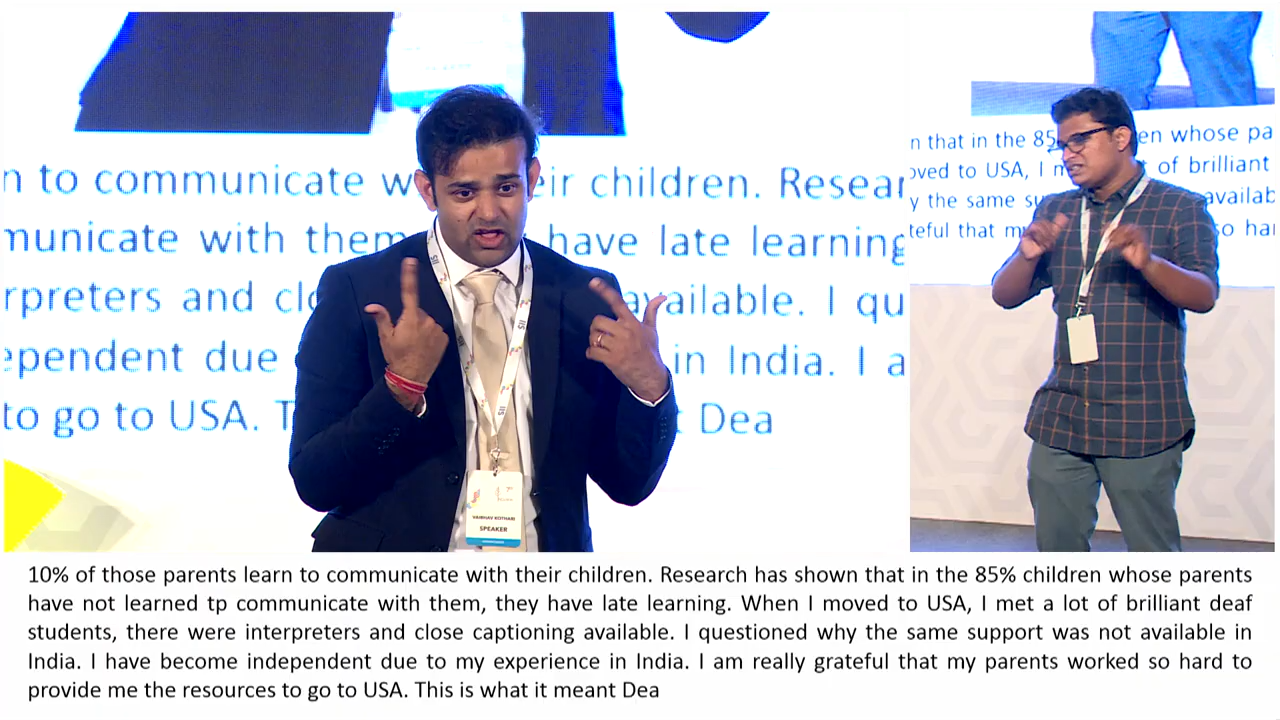 n to communicate w eir children. Resear
municate with them have late learning
rpreters and clo available. I qu
ependent due in India. I a
to go to USA. T Dea
VAIBHAV KOTHARI
SPEAKER
n that in the 85 en whose pa
oved to USA, I m of brilliant
y the same su availab
teful that m so har
10% of those parents learn to communicate with their children. Research has shown that in the 85% children whose parents
have not learned tp communicate with them, they have late learning. When I moved to USA, I met a lot of brilliant deaf
students, there were interpreters and close captioning available. I questioned why the same support was not available in
India. I have become independent due to my experience in India. I am really grateful that my parents worked so hard to
provide me the resources to go to USA. This is what it meant Dea